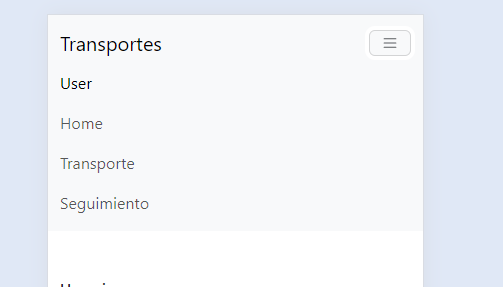 Transportes
User
Home
Transporte
Seguimiento